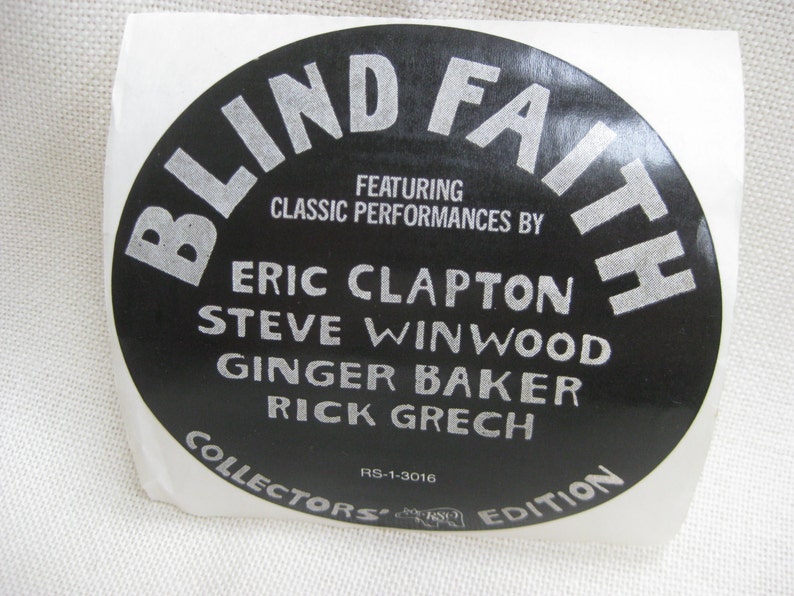 BLIND FAITH
FEATURING
CLASSIC PERFORMANCES BY
ERIC CLAPTON
STEVE WINWOOD
GINGER BAKER
RICK GRECH
RS-1-3016
COLLECTORS' RSO EDITION